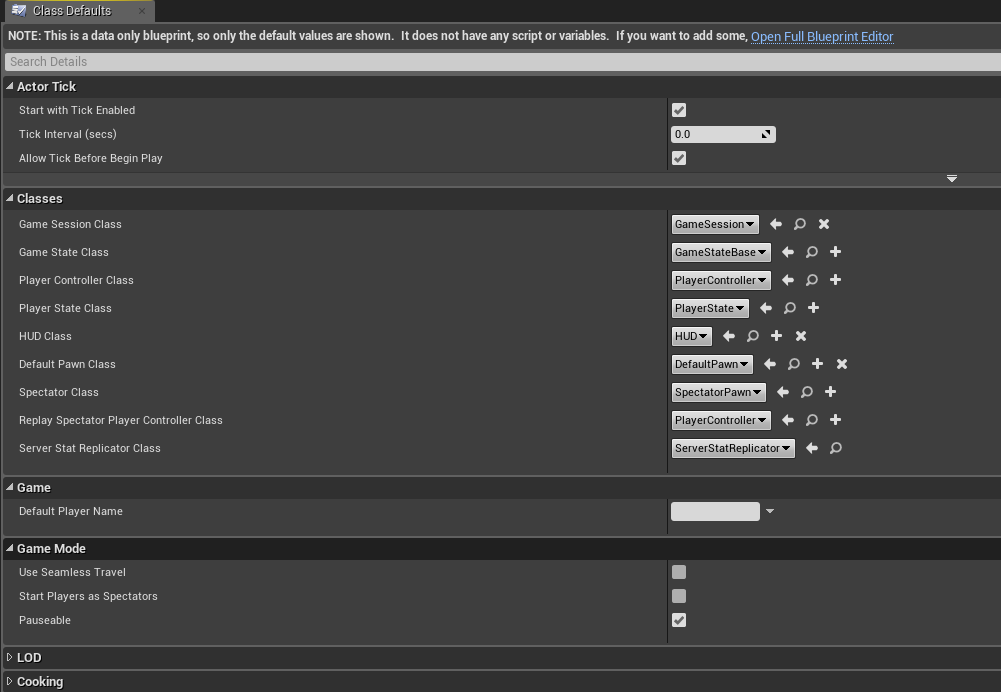 Class Defaults
NOTE: This is a data only blueprint, so only the default values are shown.  It does not have any script or variables.  If you want to add some, Open Full Blueprint Editor
Search Details
Actor Tick
Start with Tick Enabled
Tick Interval (secs) 0.0
Allow Tick Before Begin Play
Classes
Game Session Class GameSession
Game State Class GameStateBase
Player Controller Class PlayerController
Player State Class PlayerState
HUD Class HUD
Default Pawn Class DefaultPawn
Spectator Class SpectatorPawn
Replay Spectator Player Controller Class PlayerController
Server Stat Replicator Class ServerStatReplicator
Game
Default Player Name
Game Mode
Use Seamless Travel
Start Players as Spectators
Pauseable
LOD
Cooking